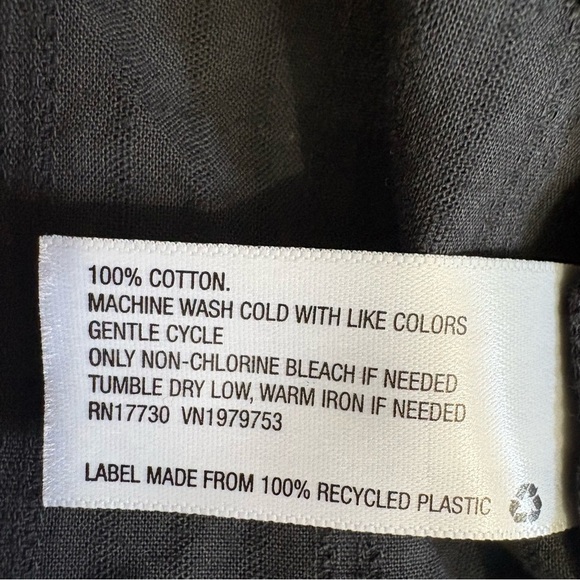 100% COTTON.
MACHINE WASH COLD WITH LIKE COLORS
GENTLE CYCLE
ONLY NON-CHLORINE BLEACH IF NEEDED
TUMBLE DRY LOW, WARM IRON IF NEEDED
RN17730 VN1979753
LABEL MADE FROM 100% RECYCLED PLASTIC